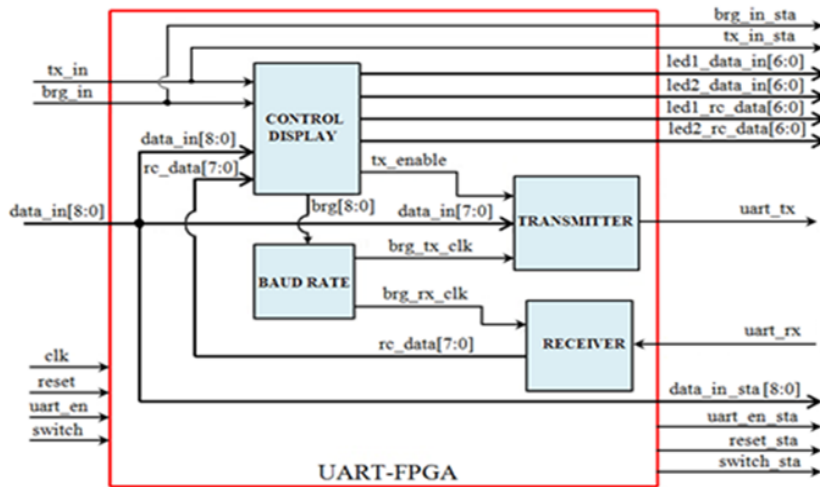 brg_in_sta
tx_in_sta
tx_in
led1_data_in[6:0]
brg_in
led2_data_in[6:0]
CONTROL
DISPLAY
led1_rc_data[6:0]
led2_rc_data[6:0]
data_in[8:0]
tx_enable
rc_data[7:0]
data_in[8:0]
brg[8:0]
data_in[7:0]
TRANSMITTER
uart_tx
brg_tx_clk
BAUD RATE
brg_rx_clk
rc_data[7:0]
RECEIVER
uart_rx
clk
reset
data_in_sta[8:0]
uart_en
uart_en_sta
switch
reset_sta
switch_sta
UART-FPGA